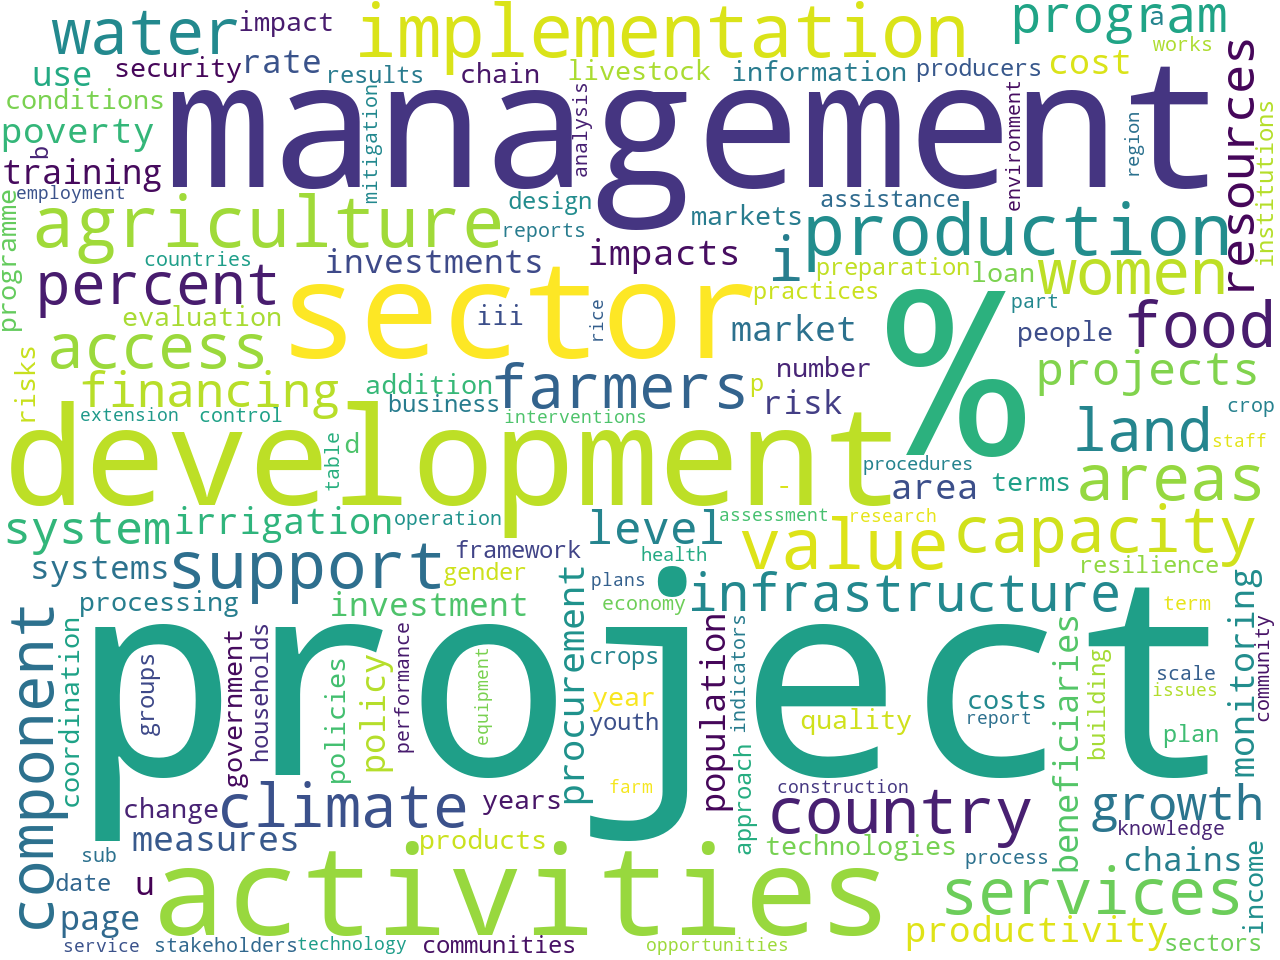 water
impact
implementation
program
a
works
use
security
rate
results
chain
livestock
information
producers
cost
resources
conditions
management
poverty
b
training
mitigation
analysis
environment
region
institutions
employment
programme
agriculture
design
reports
markets
assistance
production
i
countries
percent
investments
impacts
preparation
loan
women
sector
practices
part
%
evaluation
iii
rice
market
people
food
access
risks
financing
addition
farmers
number
p
risk
projects
business
extension
control
interventions
land
crop
staff
development
table
d
procedures
area
terms
areas
-
system
irrigation
operation
level
assessment
research
capacity
support
framework
health
value
systems
gender
resilience
plans
infrastructure
processing
investment
economy
term
monitoring
component
coordination
project
groups
government
households
policies
policy
performance
equipment
procurement
crops
population
indicators
year
youth
quality
costs
report
beneficiaries
building
scale
issues
community
plan
farm
approach
construction
change
climate
years
country
growth
measures
products
technologies
knowledge
sub
process
chains
income
date
u
activities
services
page
productivity
sectors
service
stakeholders
technology
communities
opportunities